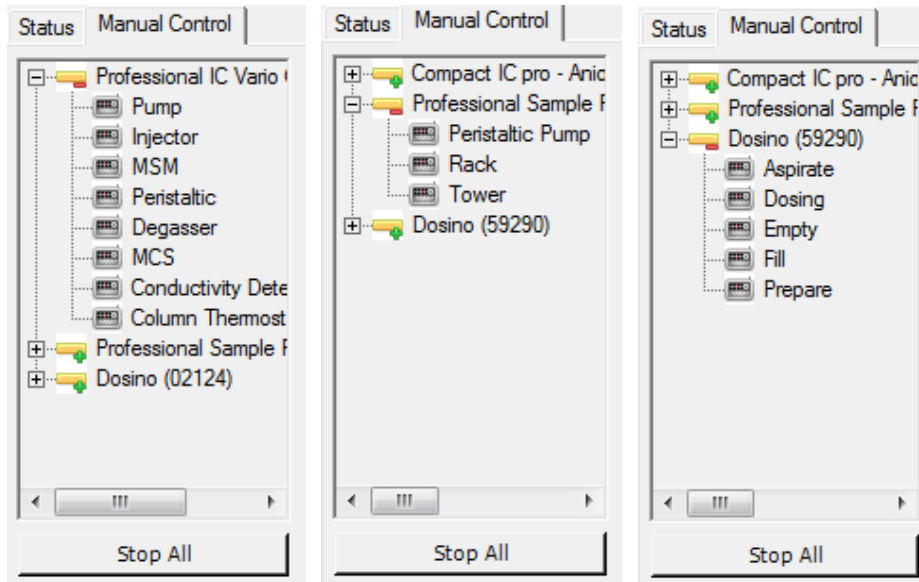 Status Manual Control
Professional IC Vario
Pump
Injector
MSM
Peristaltic
Degasser
MCS
Conductivity Dete
Column Thermost
Professional Sample
Dosino (02124)
Stop All
Status Manual Control
Compact IC pro - Anic
Professional Sample
Peristaltic Pump
Rack
Tower
Dosino (59290)
Stop All
Status Manual Control
Compact IC pro - Anic
Professional Sample
Dosino (59290)
Aspirate
Dosing
Empty
Fill
Prepare
Stop All